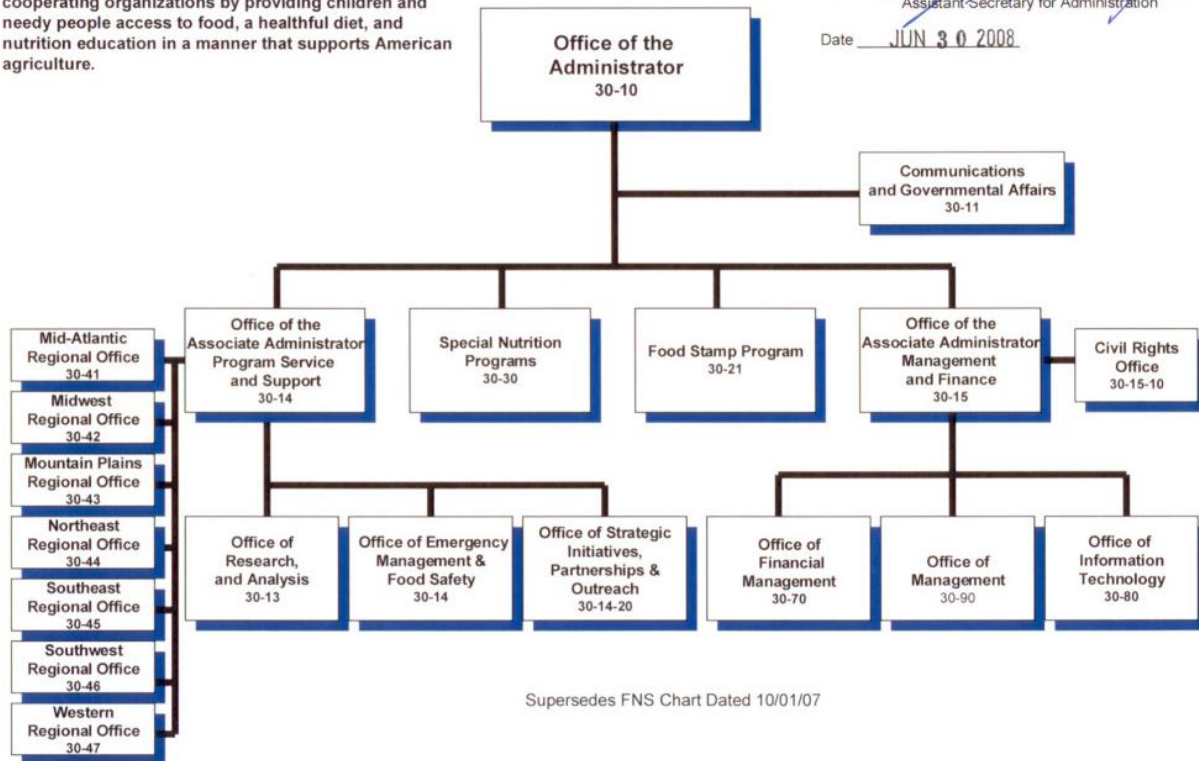 cooperating organizations by providing children and
needy people access to food, a healthful diet, and
nutrition education in a manner that supports American
agriculture.
Assistant Secretary for Administration
Date JUN 30 2008
Office of the
Administrator
30-10
Communications
and Governmental Affairs
30-11
Office of the
Associate Administrator
Program Service
and Support
30-14
Special Nutrition
Programs
30-30
Food Stamp Program
30-21
Office of the
Associate Administrator
Management
and Finance
30-15
Civil Rights
Office
30-15-10
Mid-Atlantic
Regional Office
30-41
Midwest
Regional Office
30-42
Mountain Plains
Regional Office
30-43
Northeast
Regional Office
30-44
Southeast
Regional Office
30-45
Southwest
Regional Office
30-46
Western
Regional Office
30-47
Office of
Research,
and Analysis
30-13
Office of Emergency
Management &
Food Safety
30-14
Office of Strategic
Initiatives,
Partnerships &
Outreach
30-14-20
Office of
Financial
Management
30-70
Office of
Management
30-90
Office of
Information
Technology
30-80
Supersedes FNS Chart Dated 10/01/07